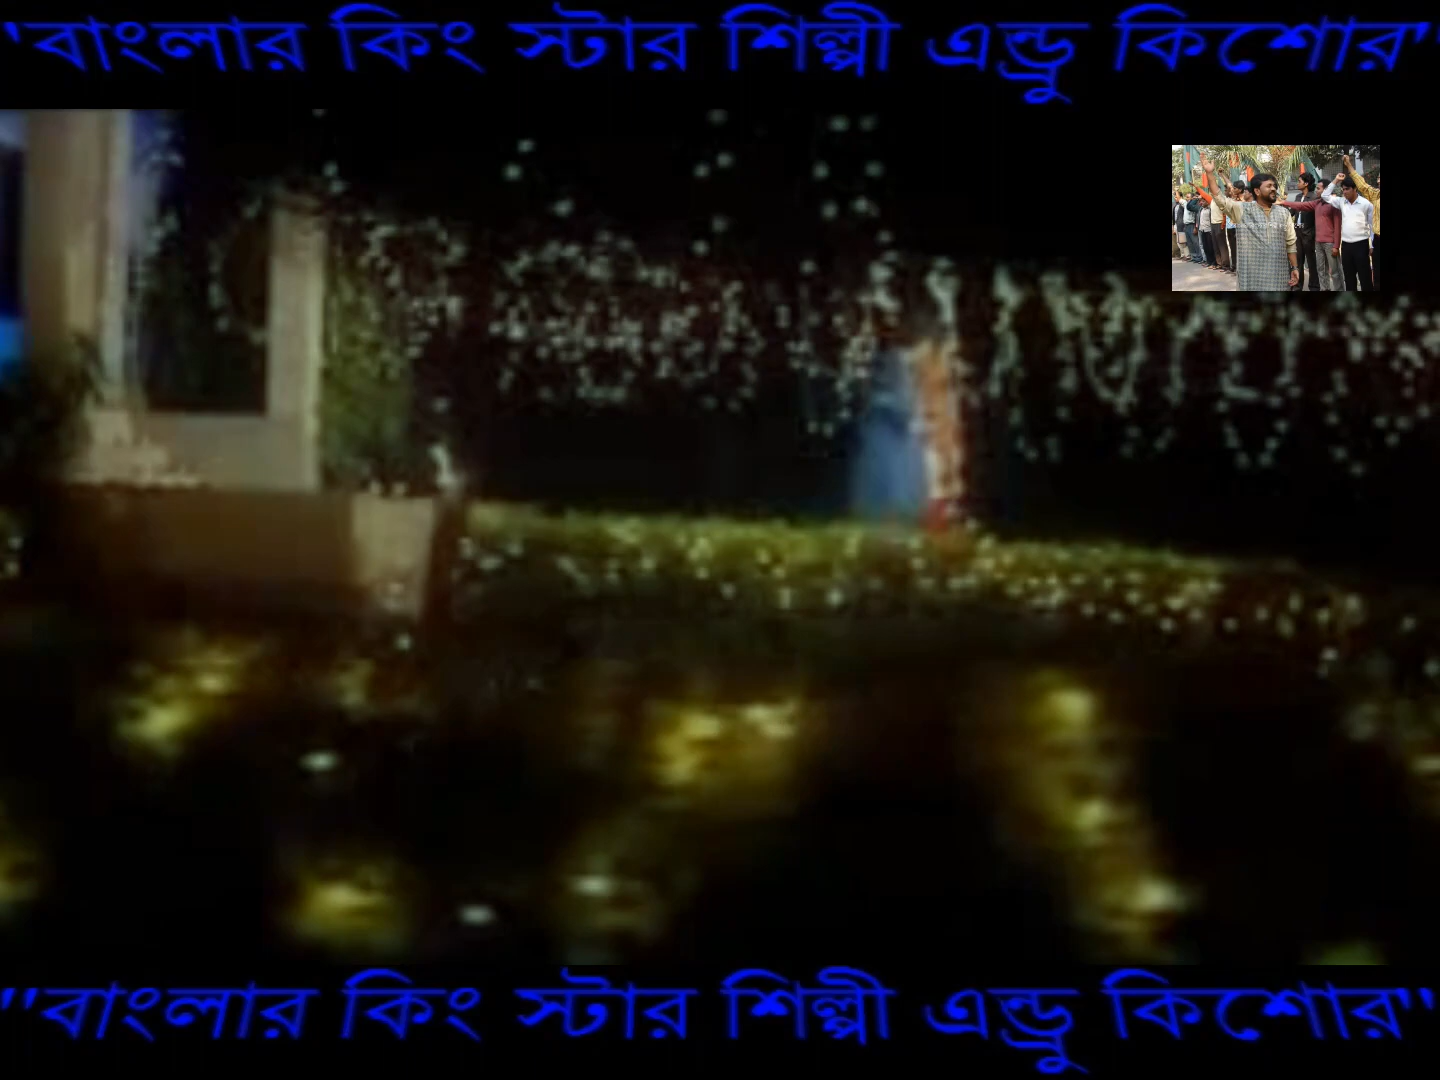 'বাংলার কিং স্টার শিল্পী এন্ড্রু কিশোর''
''বাংলার কিং স্টার শিল্পী এন্ড্রু কিশোর''